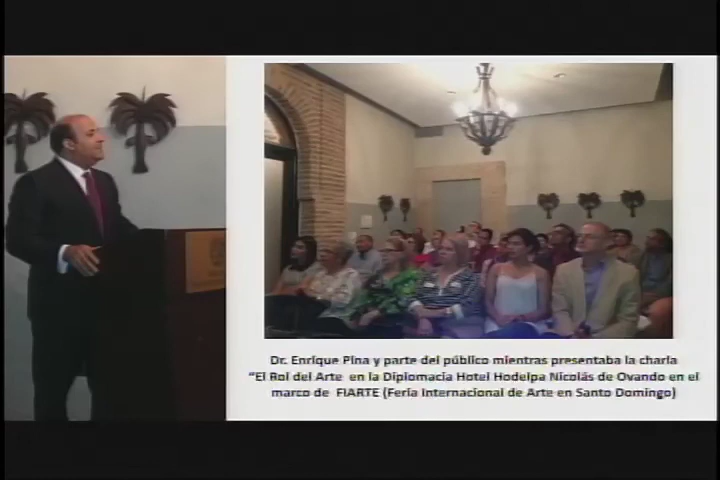 Dr. Enrique Pina y parte del público mientras presentaba la charla
“El Rol del Arte en la Diplomacia Hotel Hodelpa Nicolás de Ovando en el
marco de FIARTE (Feria Internacional de Arte en Santo Domingo)